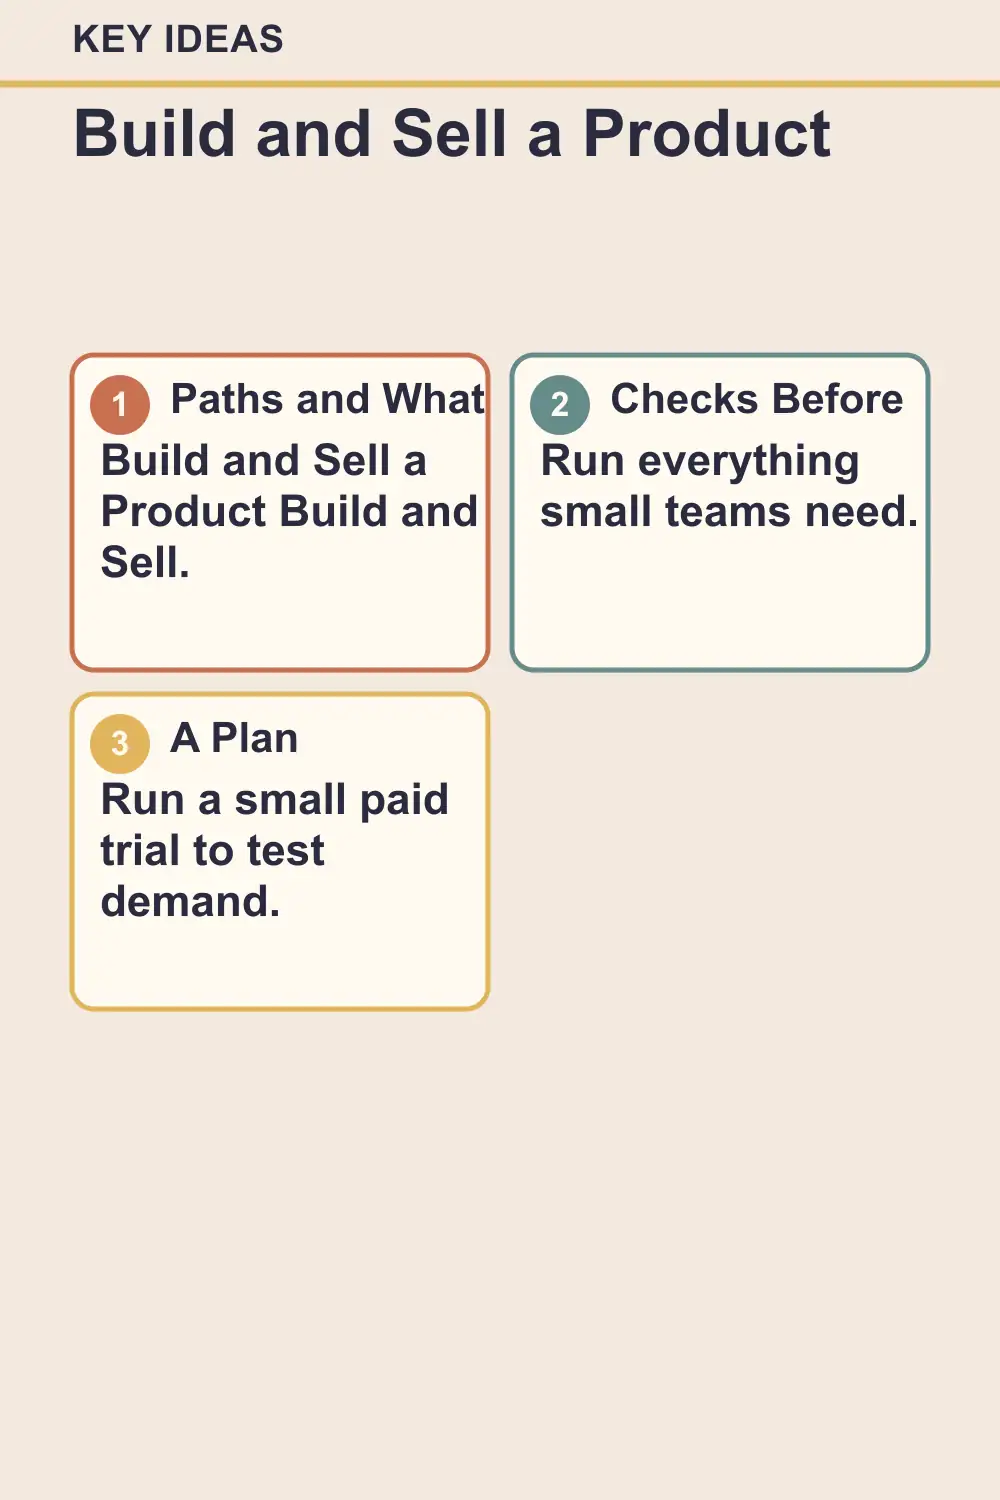 KEY IDEAS
Build and Sell a Product
1 Paths and What
Build and Sell a
Product Build and
Sell.
2 Checks Before
Run everything
small teams need.
3 A Plan
Run a small paid
trial to test
demand.